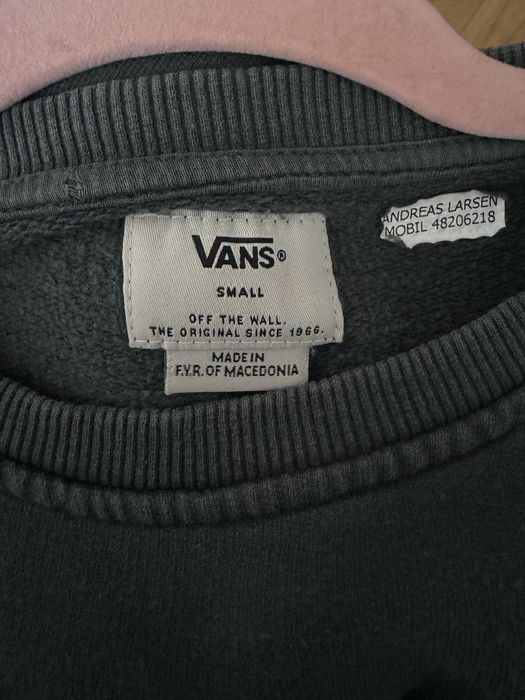 VANS®
SMALL
OFF THE WALL.
THE ORIGINAL SINCE 1966.
MADE IN
F.Y.R. OF MACEDONIA
ANDREAS LARSEN
MOBIL 48206218